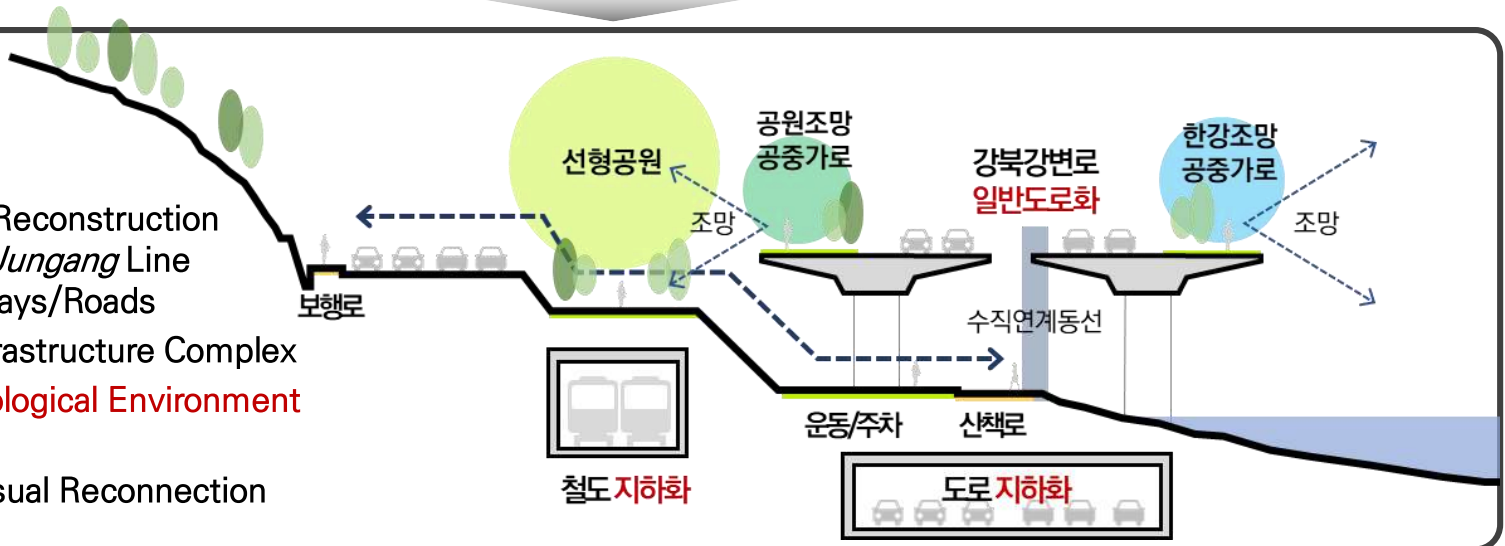 Reconstruction
Jungang Line
ays/Roads
rastructure Complex
ological Environment
sual Reconnection
보행로
선형공원
조망
공원조망
공중가로
강북강변로
일반도로화
한강조망
공중가로
조망
수직연계동선
운동/주차
산책로
철도 지하화
도로 지하화